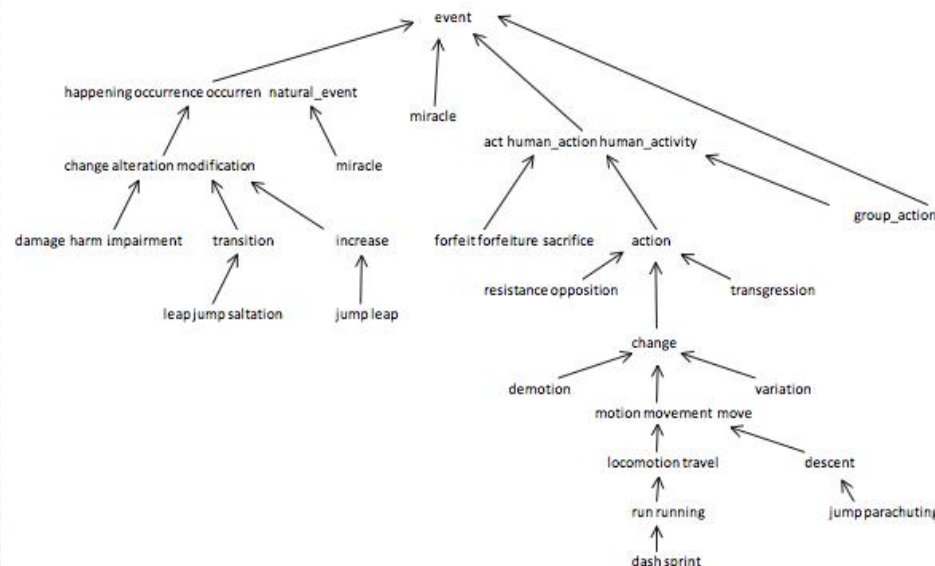 event
happening occurrence occurren natural_event
miracle
act human_action human_activity
change alteration modification
miracle
group_action
damage harm impairment
transition
increase
forfeit forfeiture sacrifice
action
resistance opposition
transgression
leap jump saltation
jump leap
change
demotion
variation
motion movement move
locomotion travel
descent
run running
jump parachuting
dash sprint